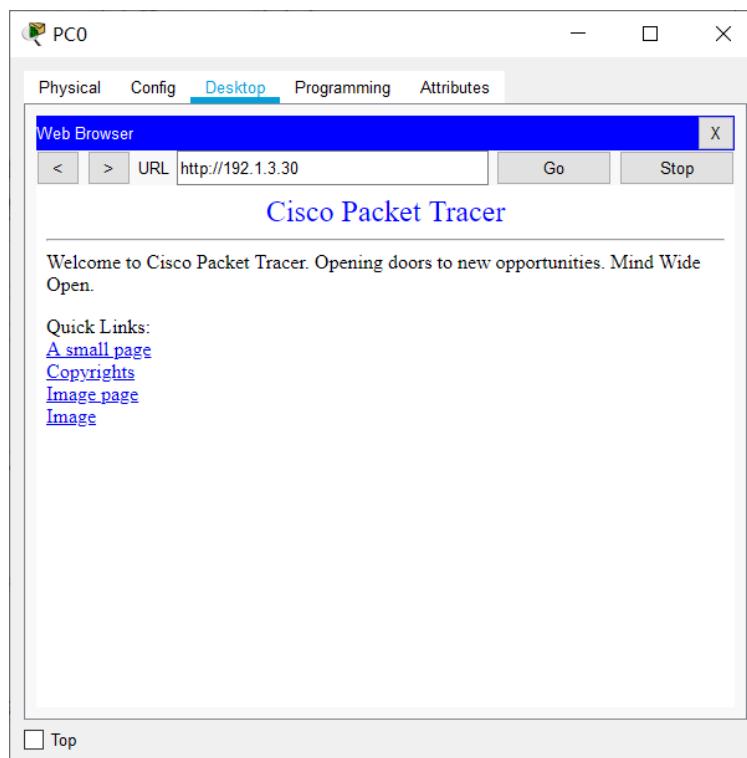 PC0
Physical Config Desktop Programming Attributes
Web Browser X
< > URL http://192.1.3.30 Go Stop
Cisco Packet Tracer
Welcome to Cisco Packet Tracer. Opening doors to new opportunities. Mind Wide
Open.
Quick Links:
A small page
Copyrights
Image page
Image
Top